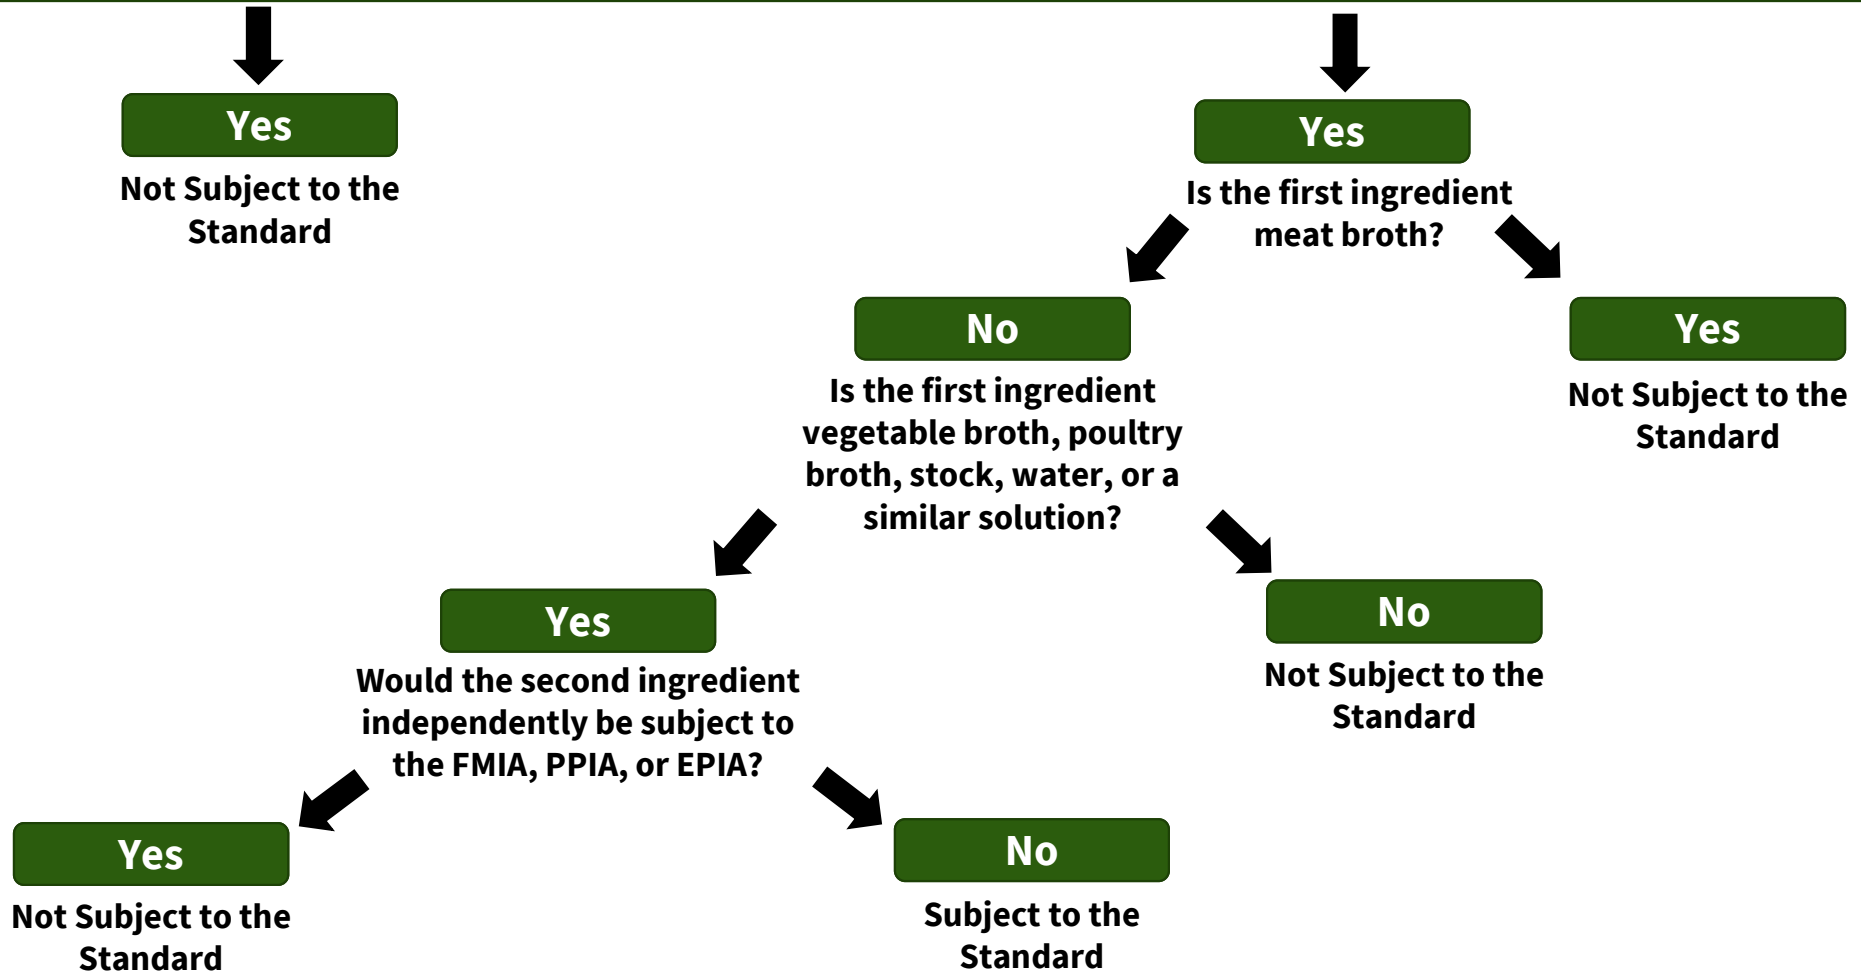 Yes
Not Subject to the
Standard
Yes
Is the first ingredient
meat broth?
No
Is the first ingredient
vegetable broth, poultry
broth, stock, water, or a
similar solution?
Yes
Not Subject to the
Standard
Yes
Would the second ingredient
independently be subject to
the FMIA, PPIA, or EPIA?
No
Not Subject to the
Standard
Yes
Not Subject to the
Standard
No
Subject to the
Standard